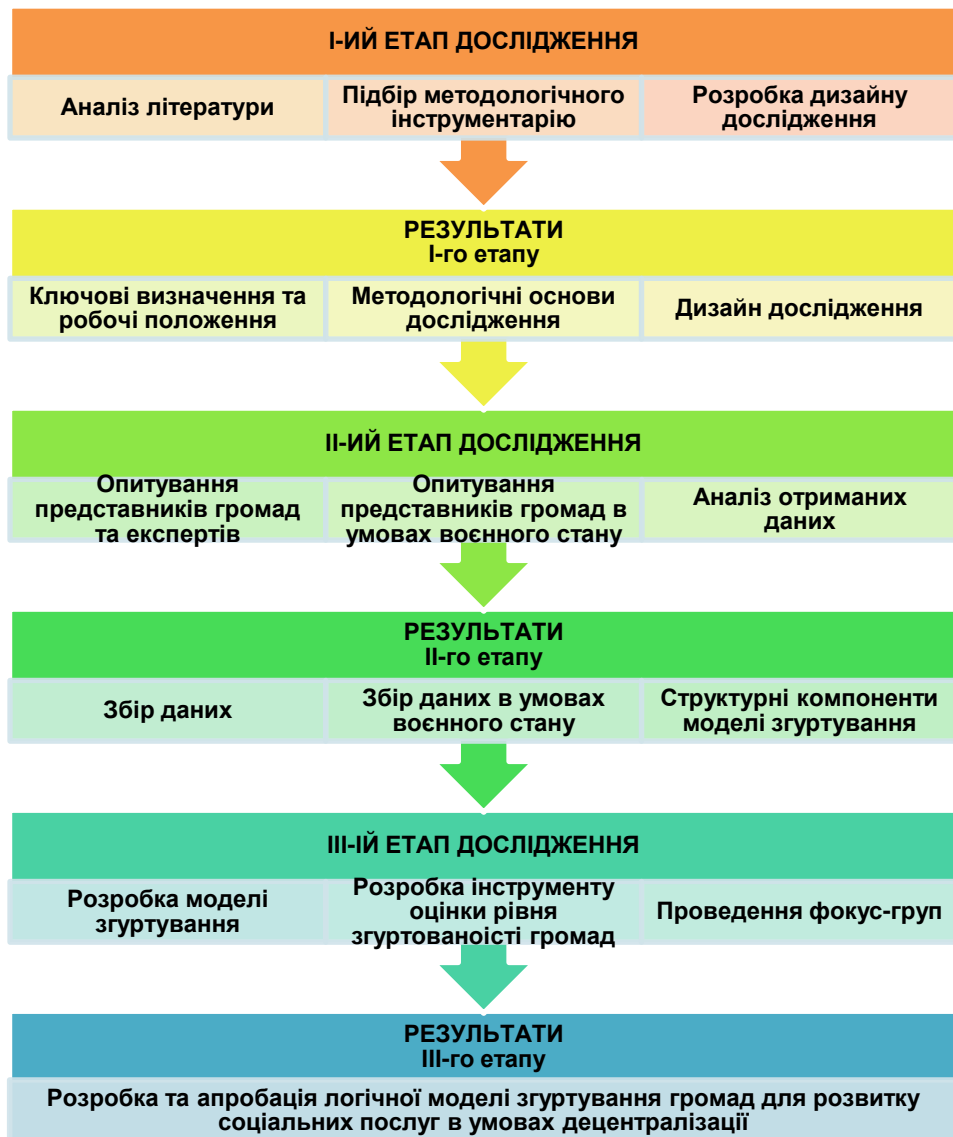 I-ИЙ ЕТАП ДОСЛІДЖЕННЯ
Аналіз літератури
Підбір методологічного
інструментарію
Розробка дизайну
дослідження
РЕЗУЛЬТАТИ
I-го етапу
Ключові визначення та
робочі положення
Методологічні основи
дослідження
Дизайн дослідження
II-ИЙ ЕТАП ДОСЛІДЖЕННЯ
Опитування
представників громад
та експертів
Опитування
представників громад в
умовах воєнного стану
Аналіз отриманих
даних
РЕЗУЛЬТАТИ
II-го етапу
Збір даних
Збір даних в умовах
воєнного стану
Структурні компоненти
моделі згуртування
III-ІЙ ЕТАП ДОСЛІДЖЕННЯ
Розробка моделі
згуртування
Розробка інструменту
оцінки рівня
згуртованоісті громад
Проведення фокус-груп
РЕЗУЛЬТАТИ
III-го етапу
Розробка та апробація логічної моделі згуртування громад для розвитку
соціальних послуг в умовах децентралізації